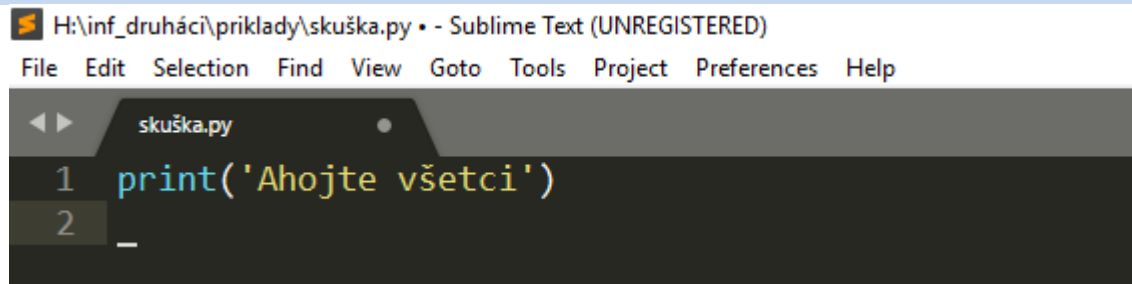 H:\inf_druháci\priklady\skuška.py • - Sublime Text (UNREGISTERED)
File Edit Selection Find View Goto Tools Project Preferences Help
skuška.py
1 print('Ahojte všetci')
2